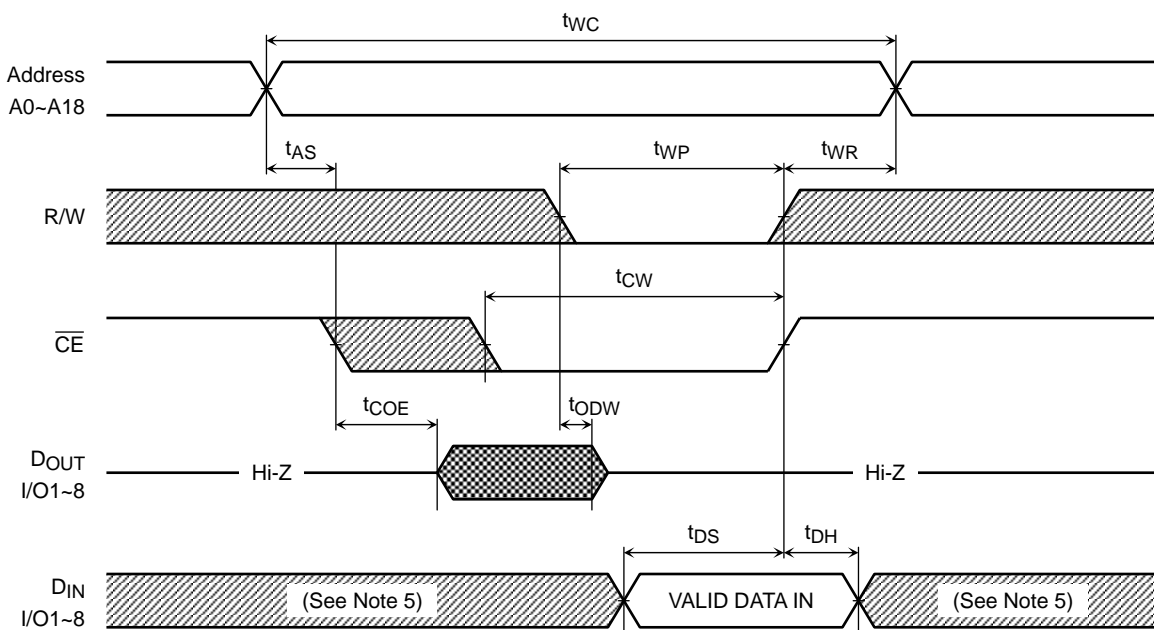 tWC
Address
A0~A18
tAS
tWP
tWR
R/W
tCW
CE
tCOE
tODW
DOUT
I/O1~8
Hi-Z
Hi-Z
tDS
tDH
DIN
I/O1~8
(See Note 5)
VALID DATA IN
(See Note 5)